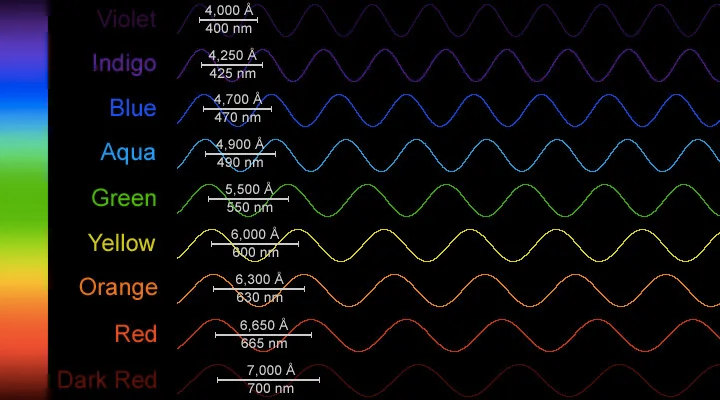 Violet
4,000 Å
400 nm
Indigo
4,250 Å
425 nm
Blue
4,700 Å
470 nm
Aqua
4,900 Å
490 nm
Green
5,500 Å
550 nm
Yellow
6,000 Å
600 nm
Orange
6,300 Å
630 nm
Red
6,650 Å
665 nm
Dark Red
7,000 Å
700 nm